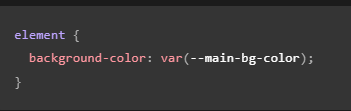 element {
  background-color: var(--main-bg-color);
}